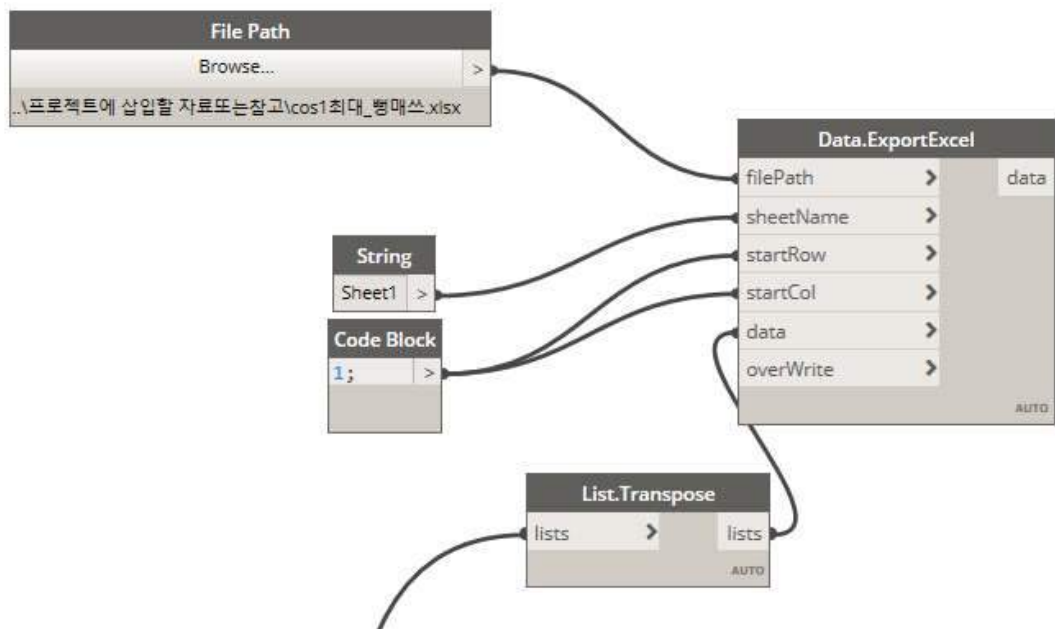 File Path
Browse...
>
..\프로젝트에 삽입할 자료또는참고\cos1최대_뻥매쓰.xlsx
Data.ExportExcel
filePath > data
sheetName >
startRow >
startCol >
data >
overWrite >
AUTO
String
Sheet1 >
Code Block
1; >
List.Transpose
lists > lists
AUTO